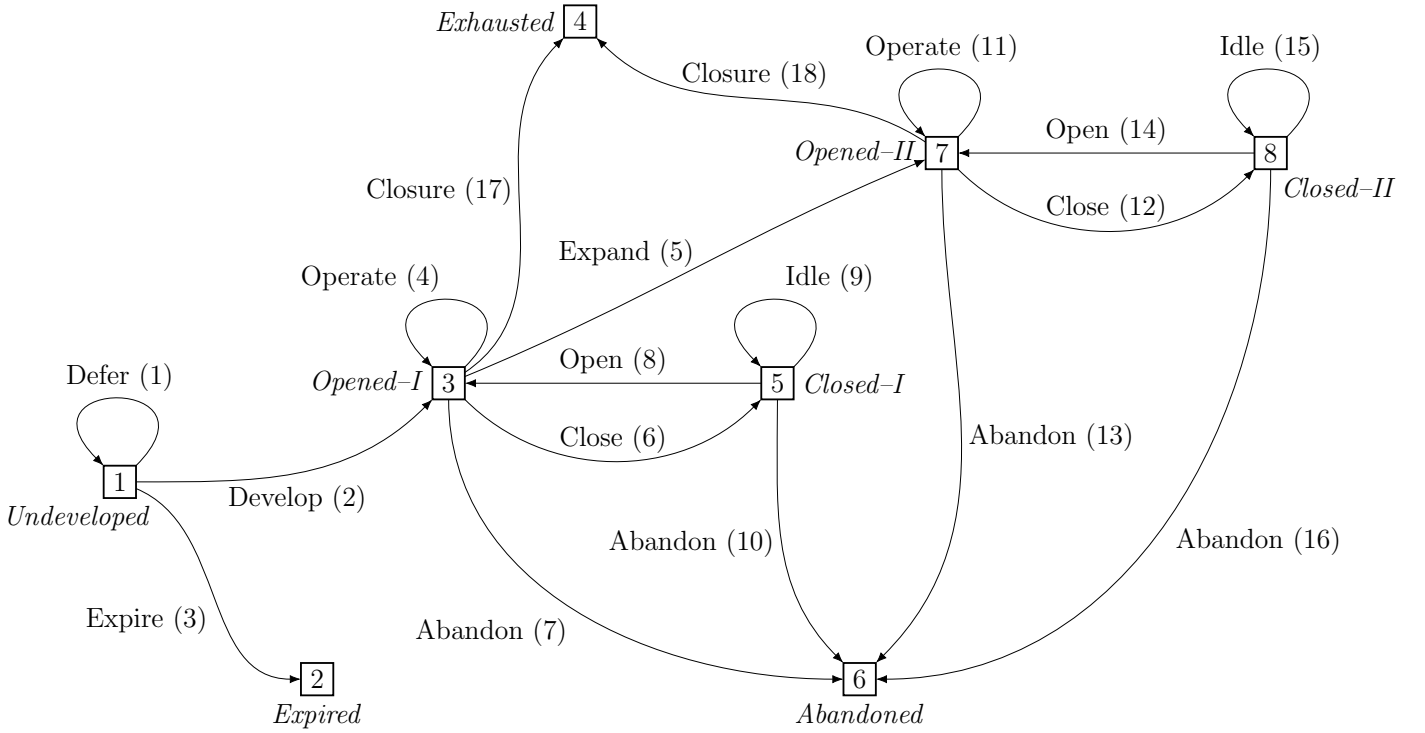 Exhausted 4
Operate (11)
Idle (15)
Closure (18)
Open (14)
Opened–II 7
8
Closed–II
Closure (17)
Close (12)
Expand (5)
Operate (4)
Idle (9)
Open (8)
Defer (1)
Opened–I 3
5 Closed–I
Close (6)
Abandon (13)
1
Undeveloped
Develop (2)
Abandon (10)
Abandon (16)
Expire (3)
Abandon (7)
2
Expired
6
Abandoned